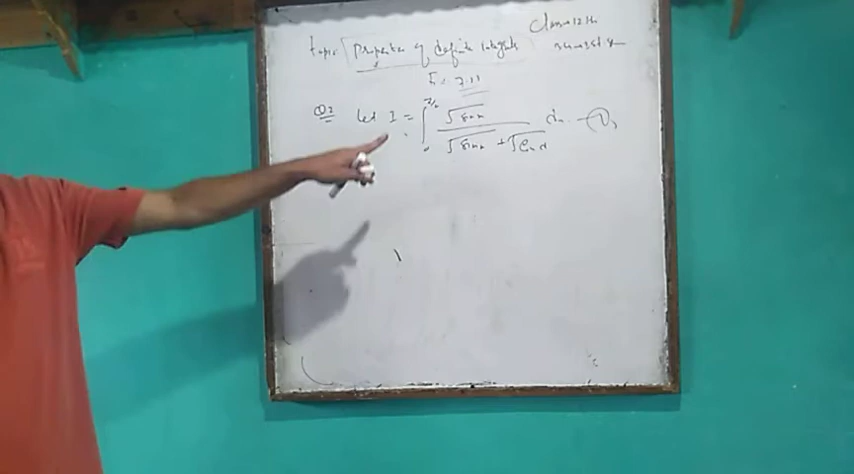 Class 12th
Topic Properties of definite integrals
Ex 7.11
Q2 Let I = ∫₀^π/2 √sinx / (√sinx + √cosx) dx —(1)